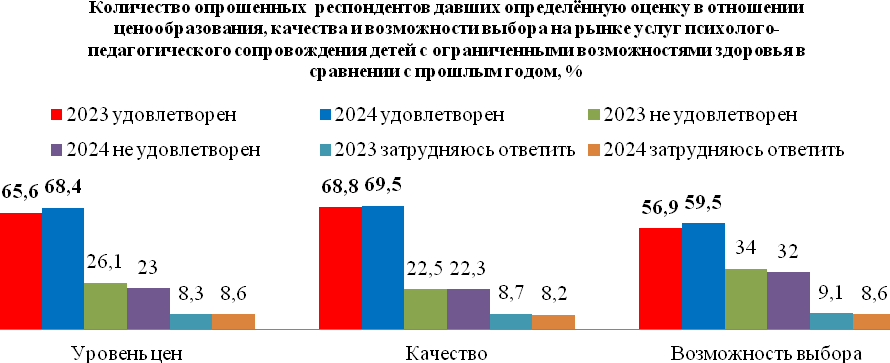 Количество опрошенных респондентов давших определённую оценку в отношении
ценообразования, качества и возможности выбора на рынке услуг психолого-
педагогического сопровождения детей с ограниченными возможностями здоровья в
сравнении с прошлым годом, %
2023 удовлетворен 2024 удовлетворен 2023 не удовлетворен
2024 не удовлетворен 2023 затрудняюсь ответить 2024 затрудняюсь ответить
65,6 68,4 26,1 23 8,3 8,6
68,8 69,5 22,5 22,3 8,7 8,2
56,9 59,5 34 32 9,1 8,6
Уровень цен Качество Возможность выбора